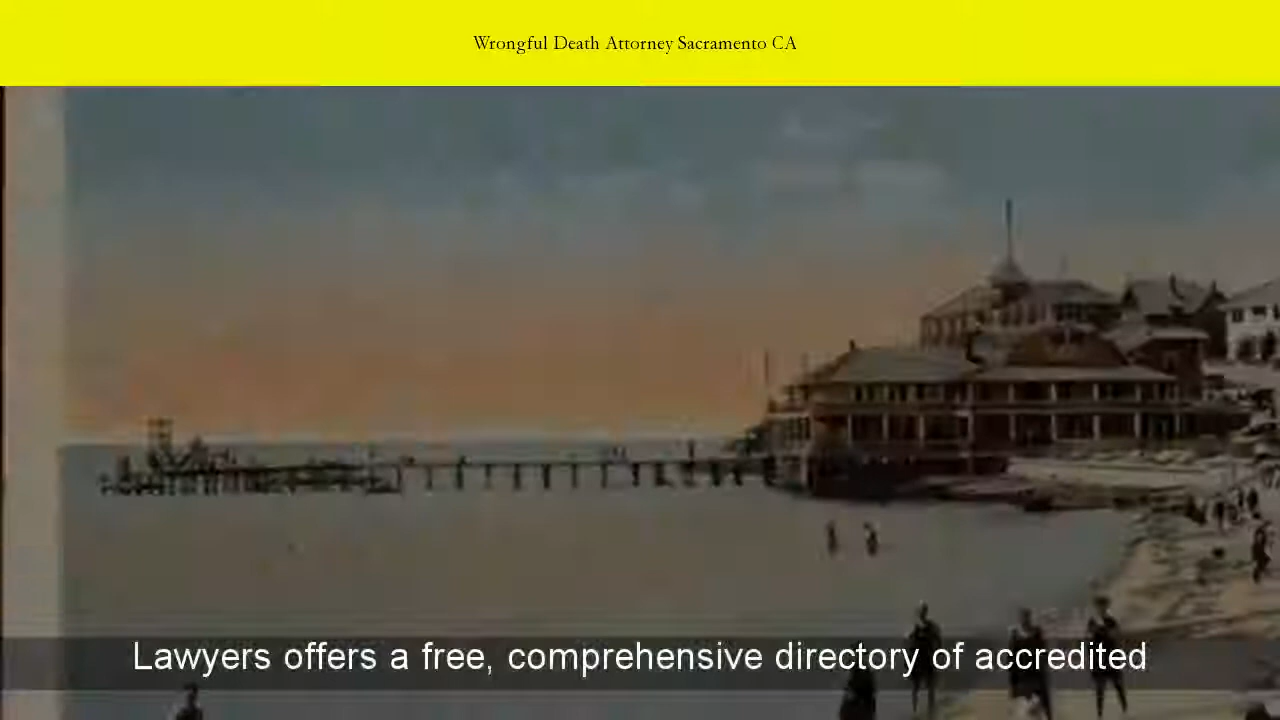 Wrongful Death Attorney Sacramento CA
Lawyers offers a free, comprehensive directory of accredited